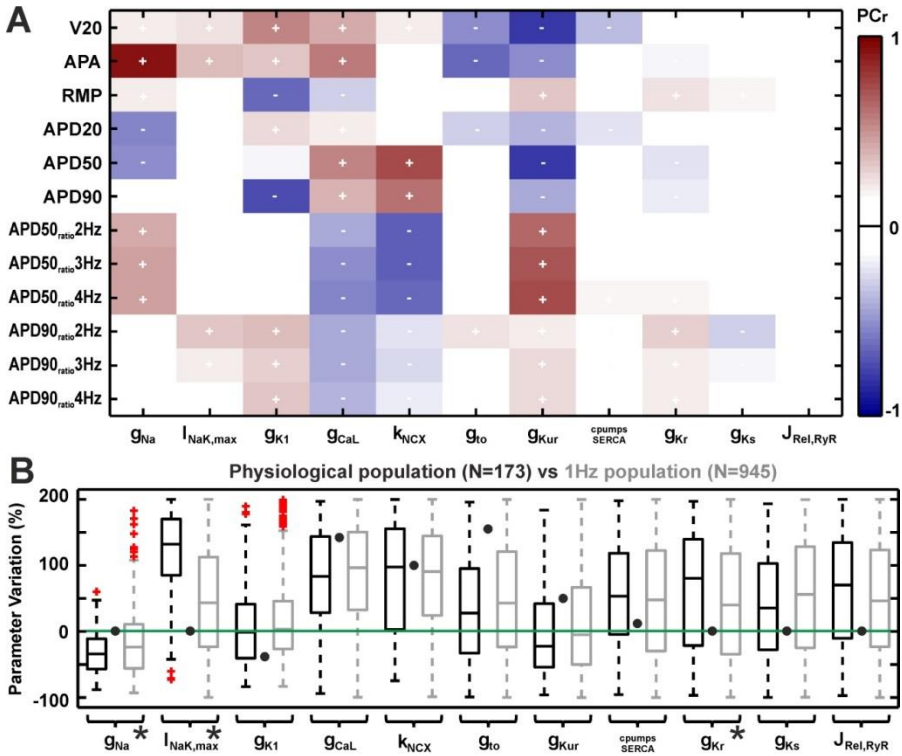 A
PCr
V20 + + + + + - - -
APA + + + + - - -
RMP + - - + + +
APD20 - + + - - -
APD50 - + + - -
APD90 - + + - -
APD50ratio2Hz + - - +
APD50ratio3Hz + - - +
APD50ratio4Hz + - - + + +
APD90ratio2Hz + + - - + + + -
APD90ratio3Hz + + - - + + -
APD90ratio4Hz + - - + +
1
0
-1
gNa INaK,max gK1 gCaL kNCX gto gKur cpumps SERCA gKr gKs JRel,RyR
B
Physiological population (N=173) vs 1Hz population (N=945)
Parameter Variation (%)
200
100
0
-100
gNa* INaK,max* gK1 gCaL kNCX gto gKur cpumps SERCA gKr* gKs JRel,RyR